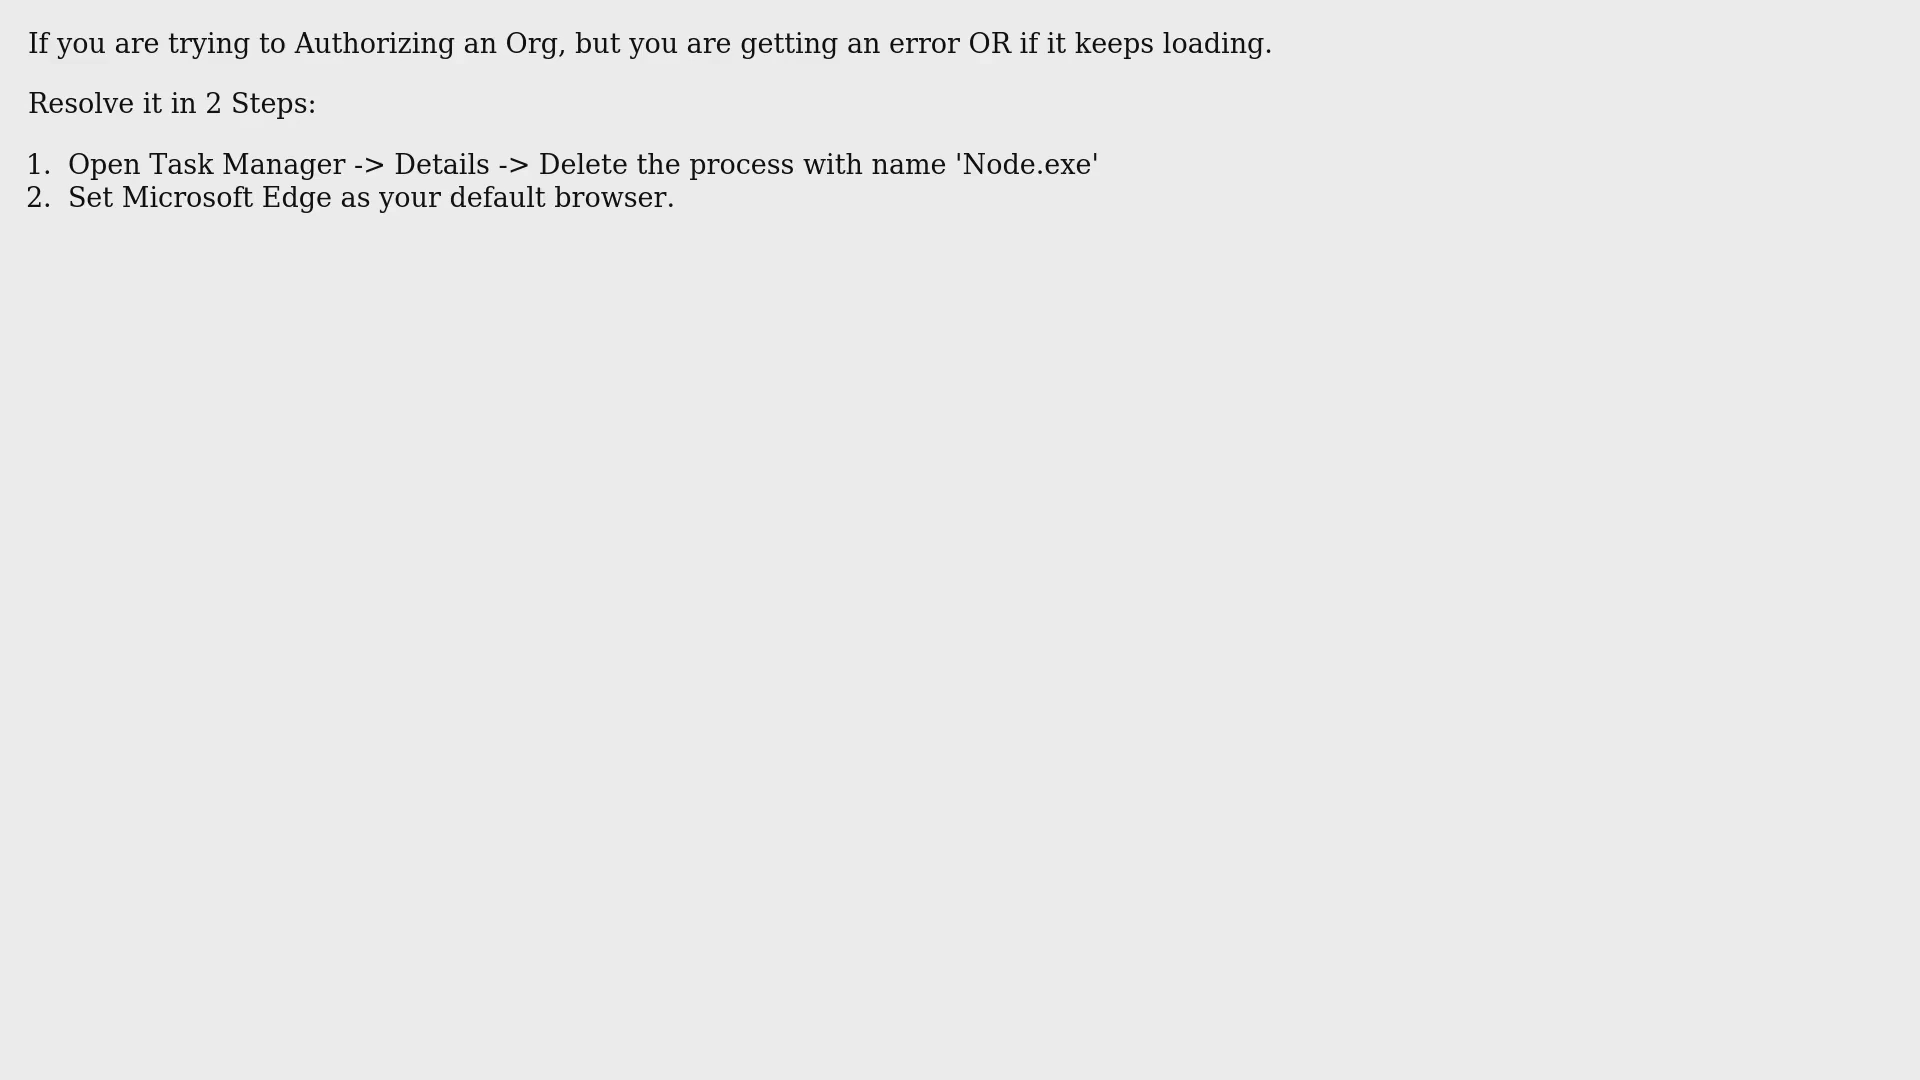 If you are trying to Authorizing an Org, but you are getting an error OR if it keeps loading.
Resolve it in 2 Steps:
1. Open Task Manager -> Details -> Delete the process with name 'Node.exe'
2. Set Microsoft Edge as your default browser.